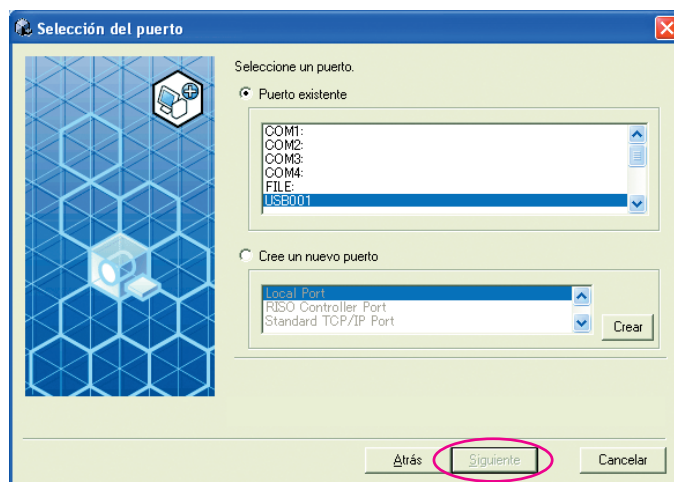 Selección del puerto
Seleccione un puerto.
Puerto existente
COM1:
COM2:
COM3:
COM4:
FILE:
USB001
Cree un nuevo puerto
Local Port
RISO Controller Port
Standard TCP/IP Port
Crear
Atrás
Siguiente
Cancelar